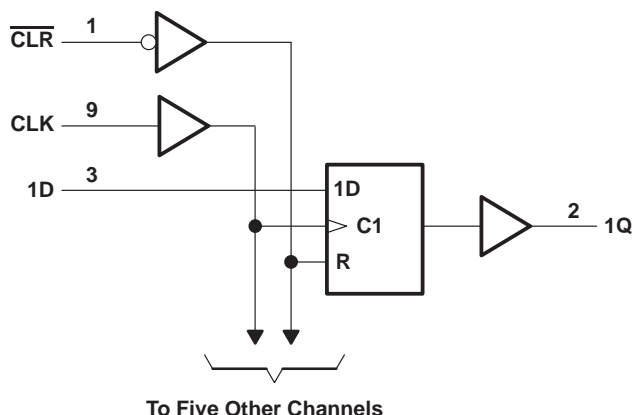 CLR 1
CLK 9
1D 3
1D
C1
R
2 1Q
To Five Other Channels